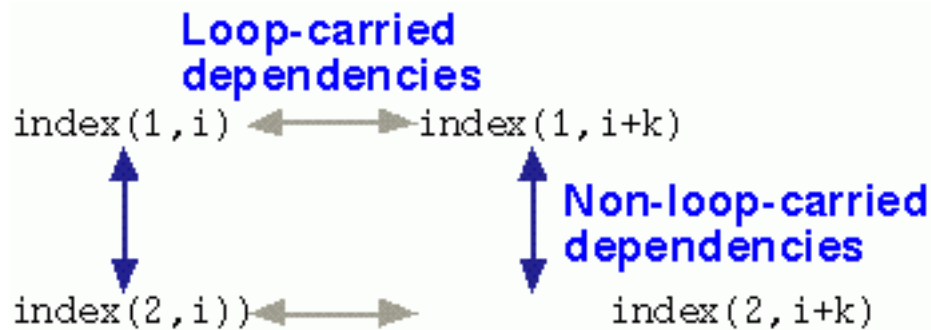 Loop-carried
dependencies
index(1,i) index(1,i+k)
Non-loop-carried
dependencies
index(2,i)) index(2,i+k)